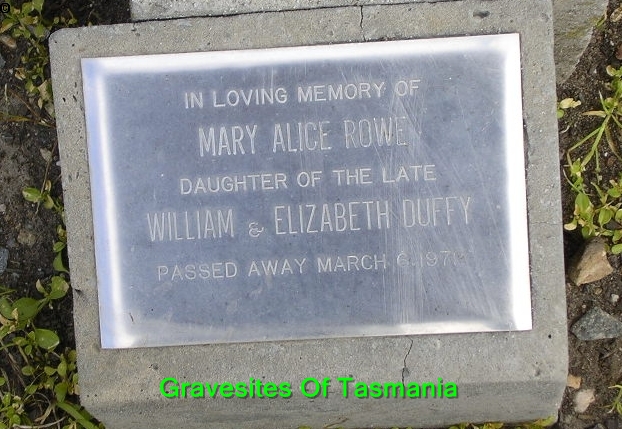 IN LOVING MEMORY OF
MARY ALICE ROWE
DAUGHTER OF THE LATE
WILLIAM & ELIZABETH DUFFY
PASSED AWAY MARCH 6.1971
Gravesites Of Tasmania